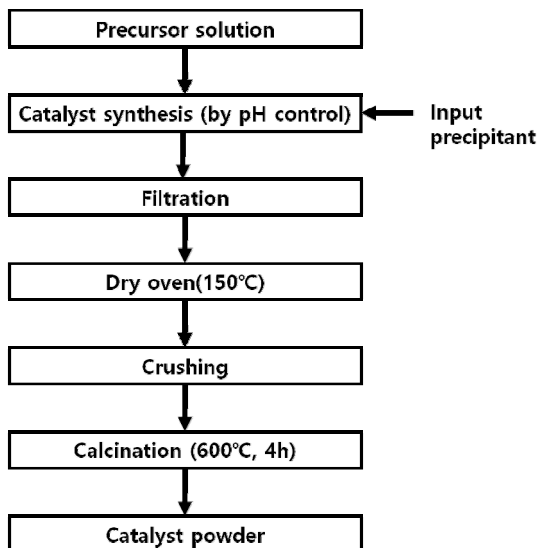 Precursor solution
Catalyst synthesis (by pH control)
Input
precipitant
Filtration
Dry oven(150℃)
Crushing
Calcination (600℃, 4h)
Catalyst powder